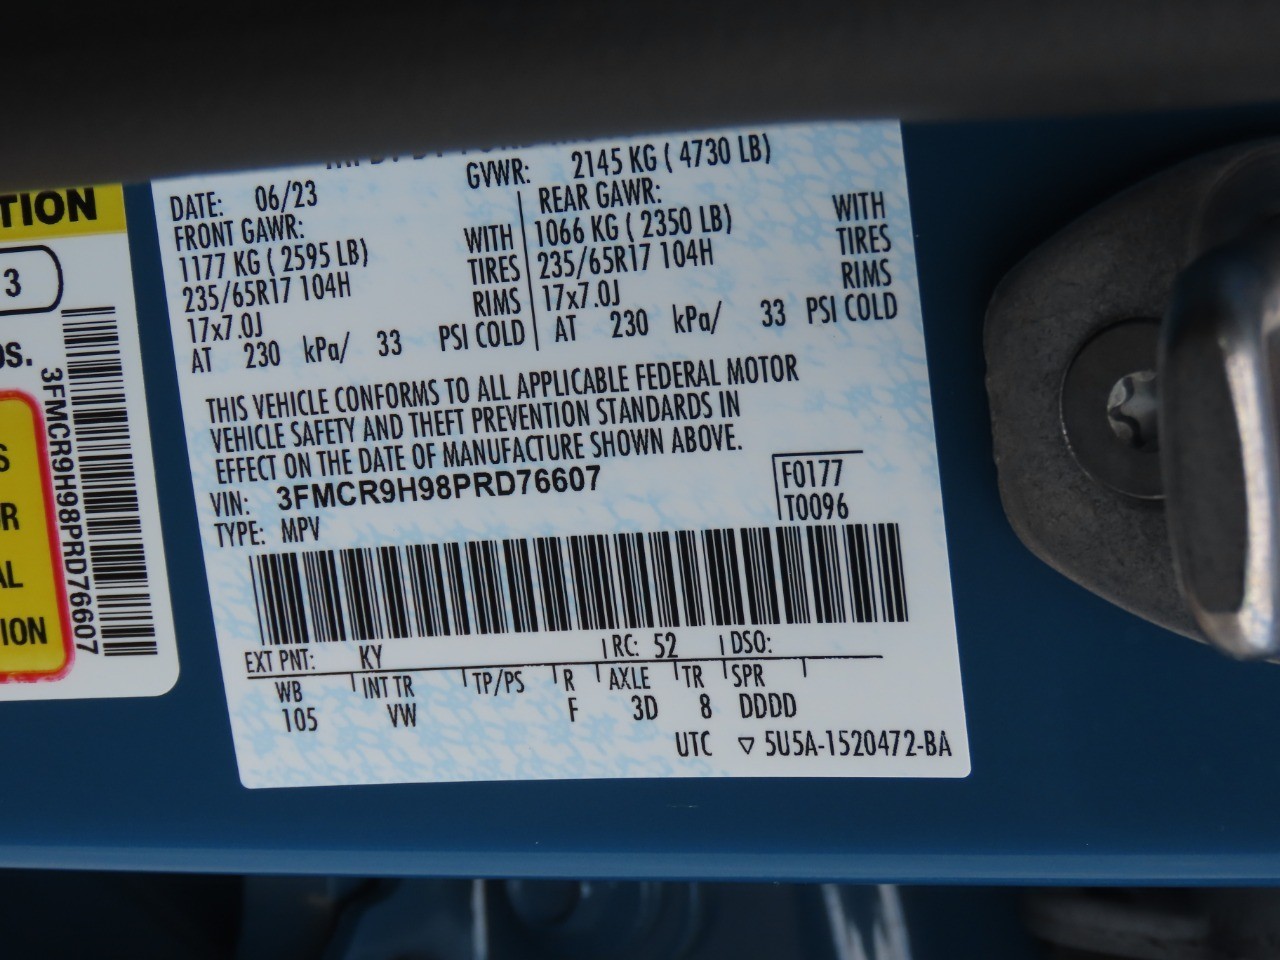 TION
3
OS.
3FMCR9H98PRD76607
S
OR
AL
ION
GVWR: 2145 KG ( 4730 LB)
DATE: 06/23
FRONT GAWR:
1177 KG ( 2595 LB) WITH
235/65R17 104H TIRES
17x7.0J RIMS
AT 230 kPa/ 33 PSI COLD
REAR GAWR:
1066 KG ( 2350 LB) WITH
235/65R17 104H TIRES
17x7.0J RIMS
AT 230 kPa/ 33 PSI COLD
THIS VEHICLE CONFORMS TO ALL APPLICABLE FEDERAL MOTOR
VEHICLE SAFETY AND THEFT PREVENTION STANDARDS IN
EFFECT ON THE DATE OF MANUFACTURE SHOWN ABOVE.
VIN: 3FMCR9H98PRD76607
TYPE: MPV
F0177
T0096
EXT PNT: KY RC: 52 DSO:
WB INT TR TP/PS R AXLE TR SPR
105 VW F 3D 8 DDDD
UTC ▽ 5U5A-1520472-BA